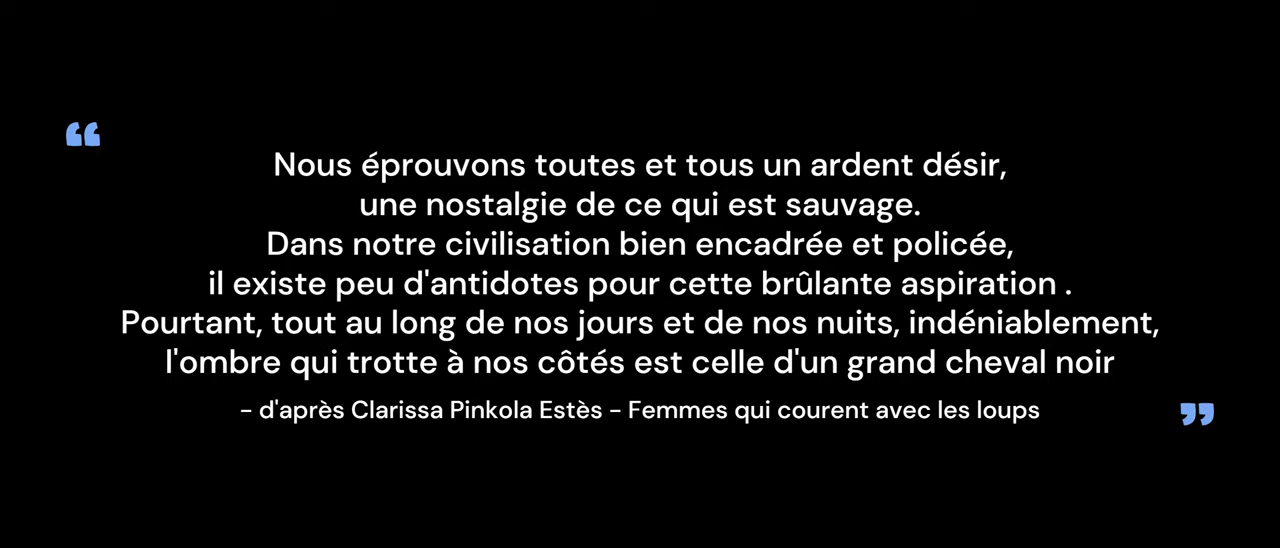 “
Nous éprouvons toutes et tous un ardent désir,
une nostalgie de ce qui est sauvage.
Dans notre civilisation bien encadrée et policée,
il existe peu d'antidotes pour cette brûlante aspiration .
Pourtant, tout au long de nos jours et de nos nuits, indéniablement,
l'ombre qui trotte à nos côtés est celle d'un grand cheval noir
- d'après Clarissa Pinkola Estès - Femmes qui courent avec les loups
”